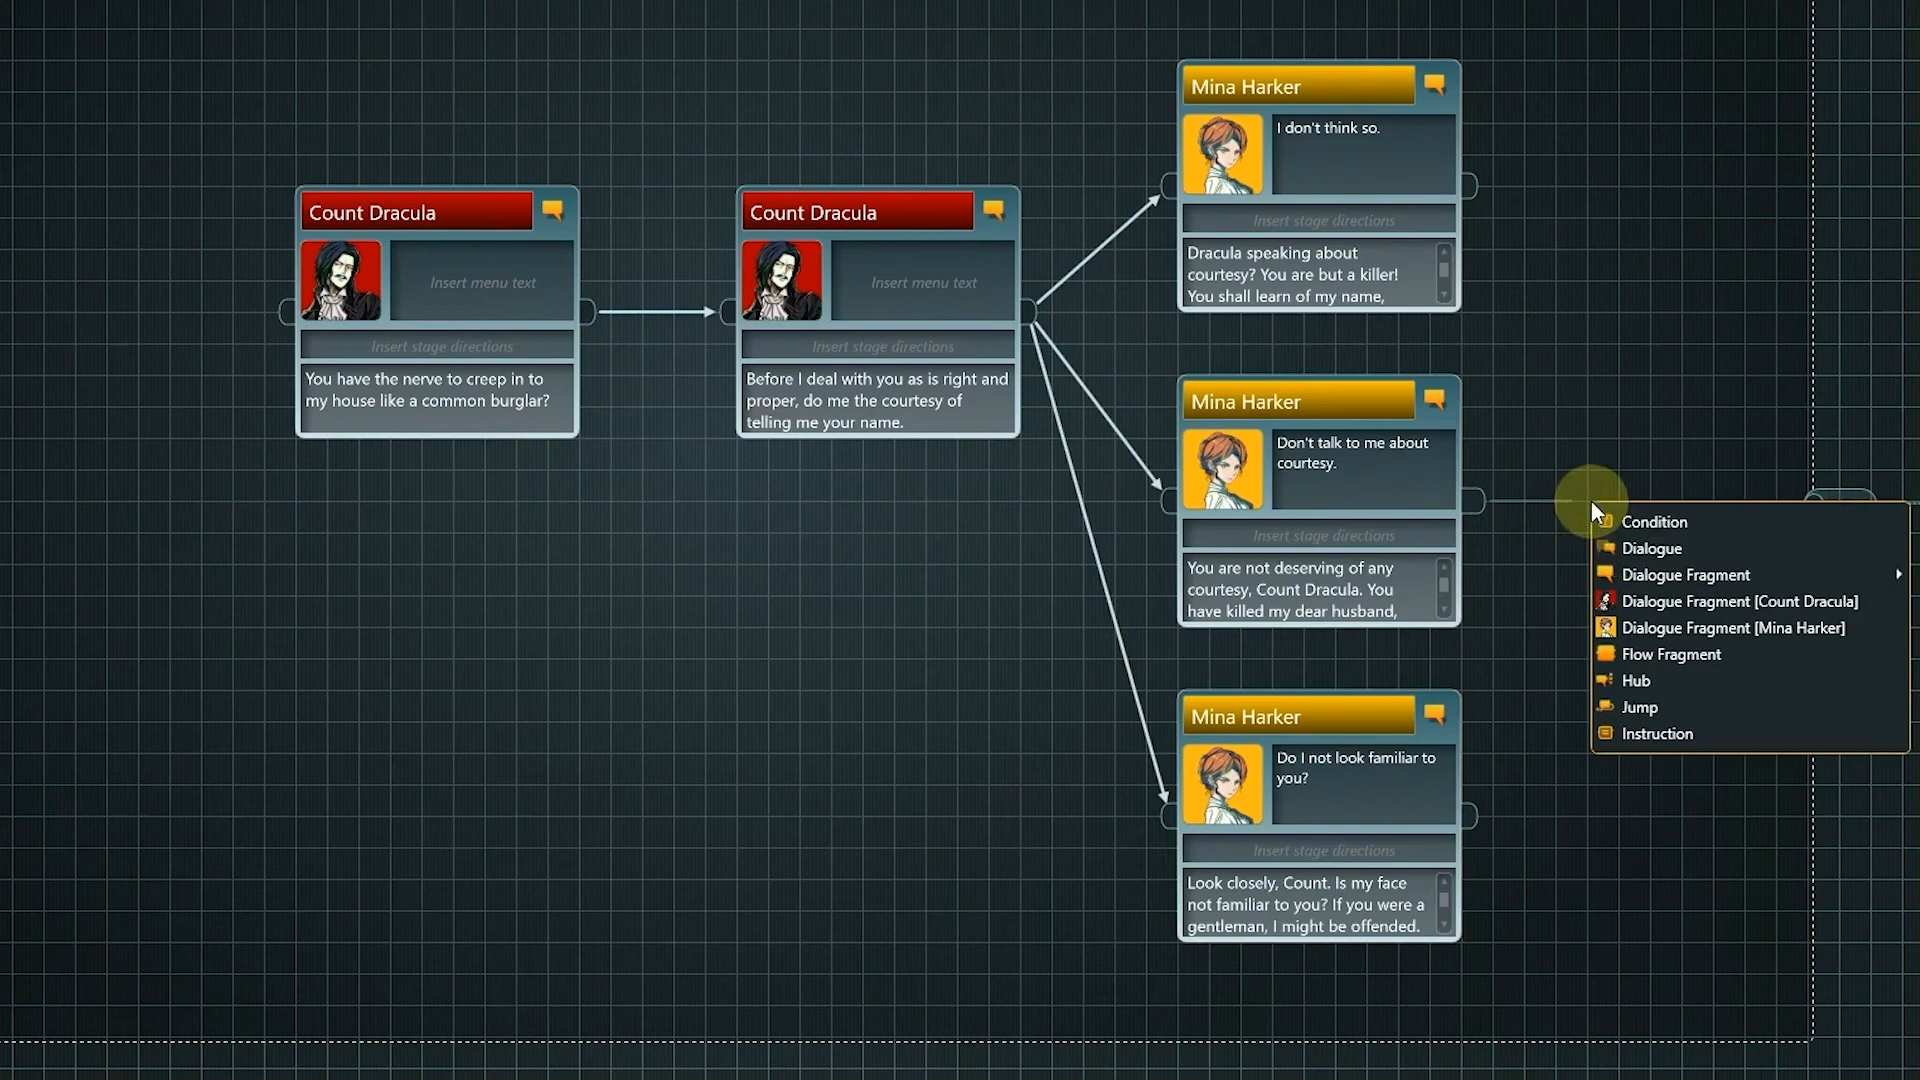 Count Dracula
Insert menu text
Insert stage directions
You have the nerve to creep in to
my house like a common burglar?
Count Dracula
Insert menu text
Insert stage directions
Before I deal with you as is right and
proper, do me the courtesy of
telling me your name.
Mina Harker
I don't think so.
Insert stage directions
Dracula speaking about
courtesy? You are but a killer!
You shall learn of my name,
Mina Harker
Don't talk to me about
courtesy.
Insert stage directions
You are not deserving of any
courtesy, Count Dracula. You
have killed my dear husband,
Mina Harker
Do I not look familiar to
you?
Insert stage directions
Look closely, Count. Is my face
not familiar to you? If you were a
gentleman, I might be offended.
Condition
Dialogue
Dialogue Fragment
Dialogue Fragment [Count Dracula]
Dialogue Fragment [Mina Harker]
Flow Fragment
Hub
Jump
Instruction